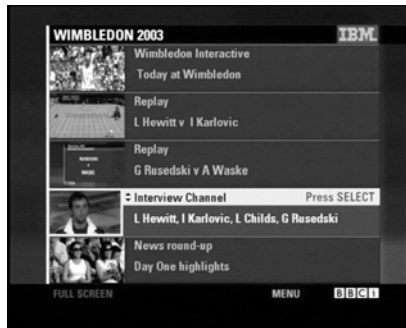 WIMBLEDON 2003
IBM
Wimbledon Interactive
Today at Wimbledon
Replay
L Hewitt v I Karlovic
Replay
G Rusedski v A Waske
Interview Channel Press SELECT
L Hewitt, I Karlovic, L Childs, G Rusedski
News round-up
Day One highlights
FULL SCREEN MENU BBC 1